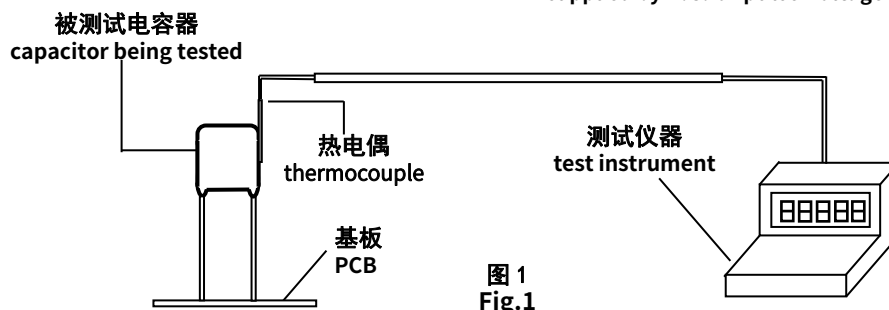 被测试电容器
capacitor being tested
热电偶
thermocouple
测试仪器
test instrument
基板
PCB
图 1
Fig.1